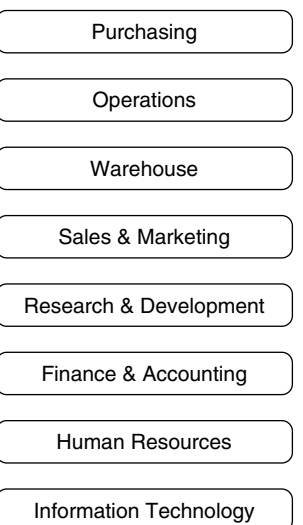 Purchasing
Operations
Warehouse
Sales & Marketing
Research & Development
Finance & Accounting
Human Resources
Information Technology